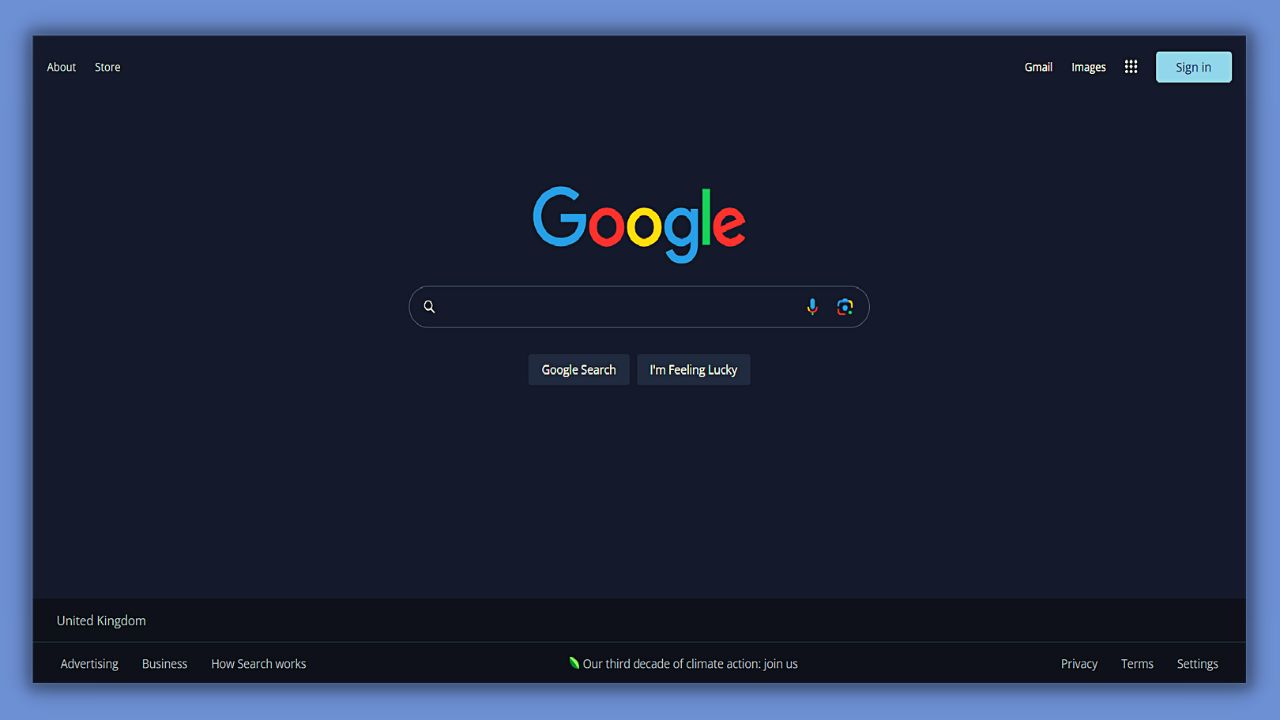 About Store Gmail Images Sign in
Google
Google Search I'm Feeling Lucky
United Kingdom
Advertising Business How Search works Our third decade of climate action: join us Privacy Terms Settings